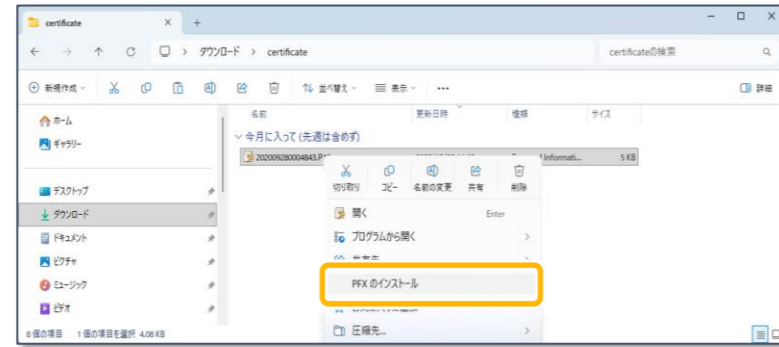 certificate
ダウンロード > certificate
certificateの検索
新規作成
並べ替え
表示
詳細
ホーム
ギャラリー
デスクトップ
ダウンロード
ドキュメント
ピクチャ
ミュージック
ビデオ
名前 更新日時 種類 サイズ
今月に入って (先週は含めず)
202009280004843.P
l Informati... 5 KB
切り取り コピー 名前の変更 共有 削除
開く Enter
プログラムから開く
PFX のインストール
圧縮先...
8 個の項目 1 個の項目を選択 4.08 KB